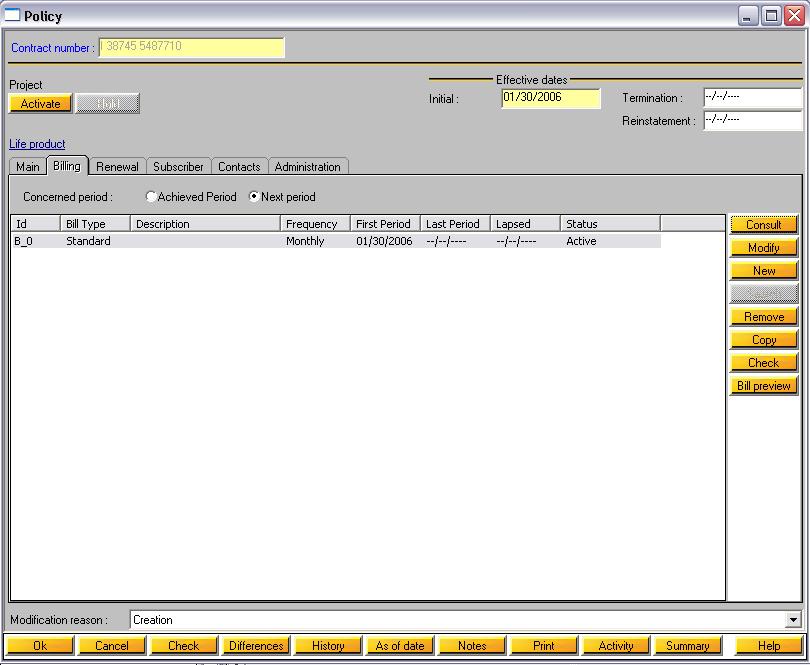 Policy
Contract number : I 38745 5487710
Project
Activate Hold
Effective dates
Initial : 01/30/2006 Termination : --/--/----
Reinstatement : --/--/----
Life product
Main Billing Renewal Subscriber Contacts Administration
Concerned period : Achieved Period Next period
Id Bill Type Description Frequency First Period Last Period Lapsed Status
B_0 Standard Monthly 01/30/2006 --/--/---- --/--/---- Active
Consult
Modify
New
Remove
Copy
Check
Bill preview
Modification reason : Creation
Ok Cancel Check Differences History As of date Notes Print Activity Summary Help